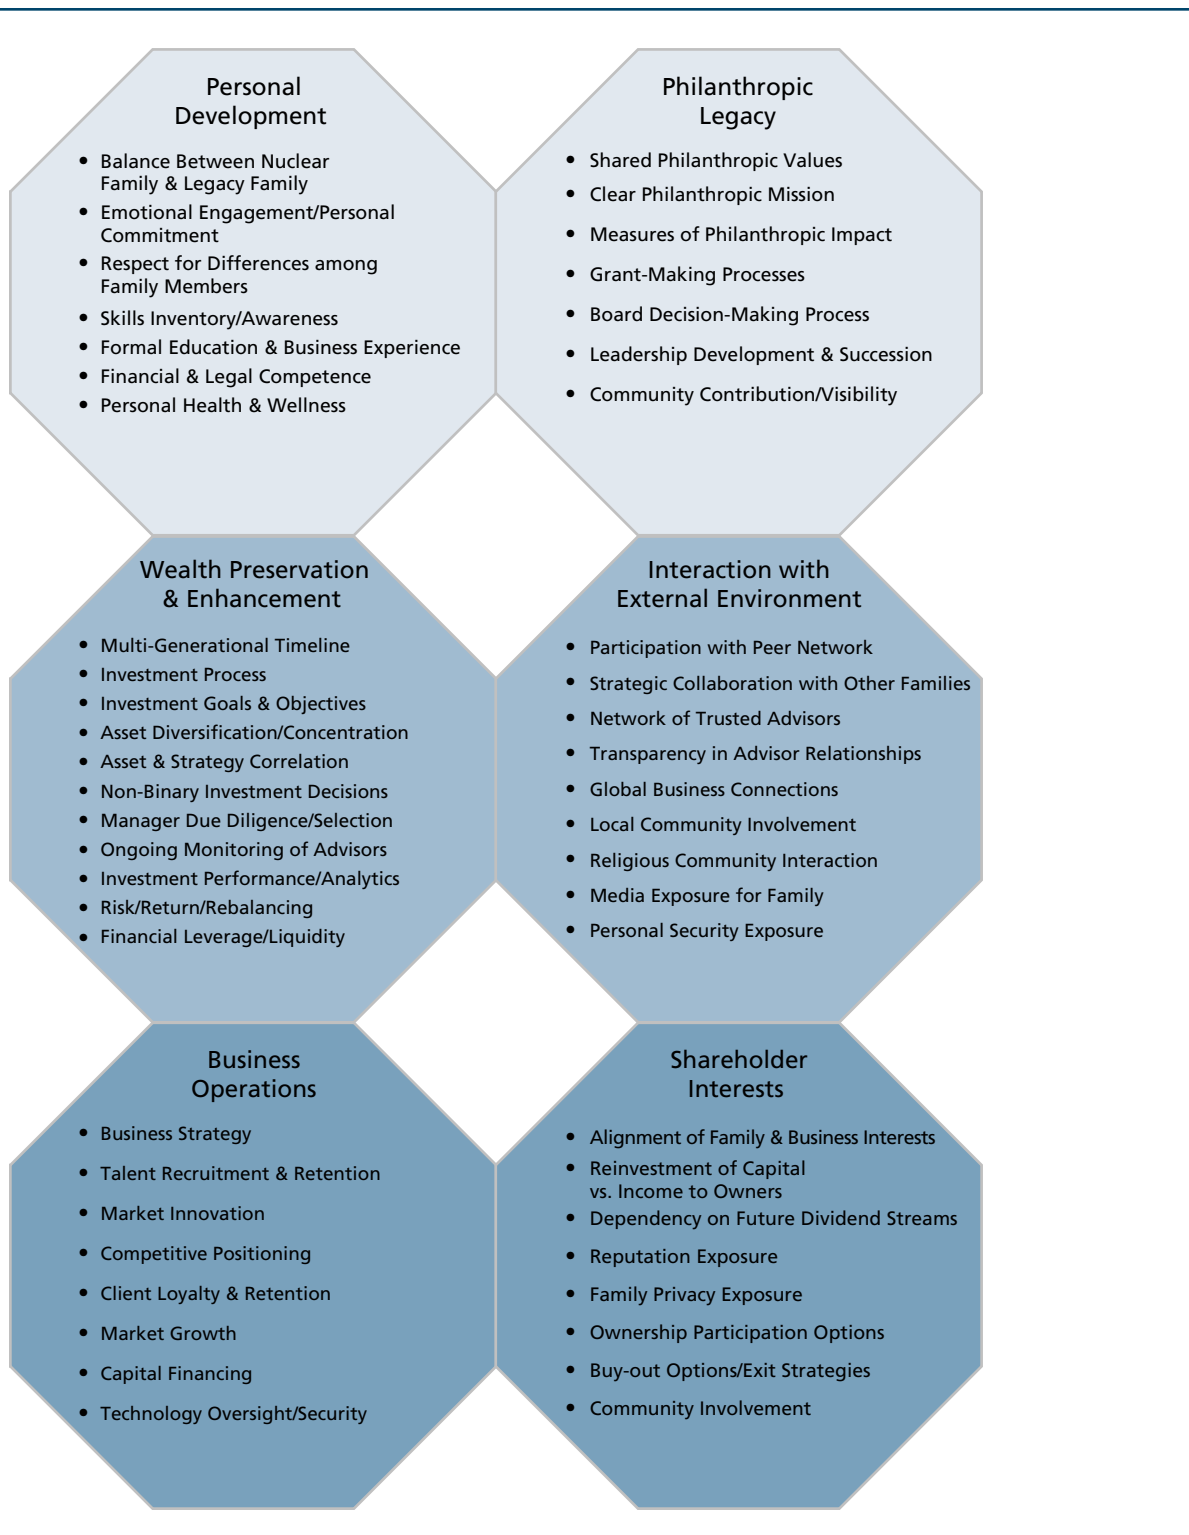 Personal
Development
• Balance Between Nuclear
Family & Legacy Family
• Emotional Engagement/Personal
Commitment
• Respect for Differences among
Family Members
• Skills Inventory/Awareness
• Formal Education & Business Experience
• Financial & Legal Competence
• Personal Health & Wellness
Philanthropic
Legacy
• Shared Philanthropic Values
• Clear Philanthropic Mission
• Measures of Philanthropic Impact
• Grant-Making Processes
• Board Decision-Making Process
• Leadership Development & Succession
• Community Contribution/Visibility
Wealth Preservation
& Enhancement
• Multi-Generational Timeline
• Investment Process
• Investment Goals & Objectives
• Asset Diversification/Concentration
• Asset & Strategy Correlation
• Non-Binary Investment Decisions
• Manager Due Diligence/Selection
• Ongoing Monitoring of Advisors
• Investment Performance/Analytics
• Risk/Return/Rebalancing
• Financial Leverage/Liquidity
Interaction with
External Environment
• Participation with Peer Network
• Strategic Collaboration with Other Families
• Network of Trusted Advisors
• Transparency in Advisor Relationships
• Global Business Connections
• Local Community Involvement
• Religious Community Interaction
• Media Exposure for Family
• Personal Security Exposure
Business
Operations
• Business Strategy
• Talent Recruitment & Retention
• Market Innovation
• Competitive Positioning
• Client Loyalty & Retention
• Market Growth
• Capital Financing
• Technology Oversight/Security
Shareholder
Interests
• Alignment of Family & Business Interests
• Reinvestment of Capital
vs. Income to Owners
• Dependency on Future Dividend Streams
• Reputation Exposure
• Family Privacy Exposure
• Ownership Participation Options
• Buy-out Options/Exit Strategies
• Community Involvement